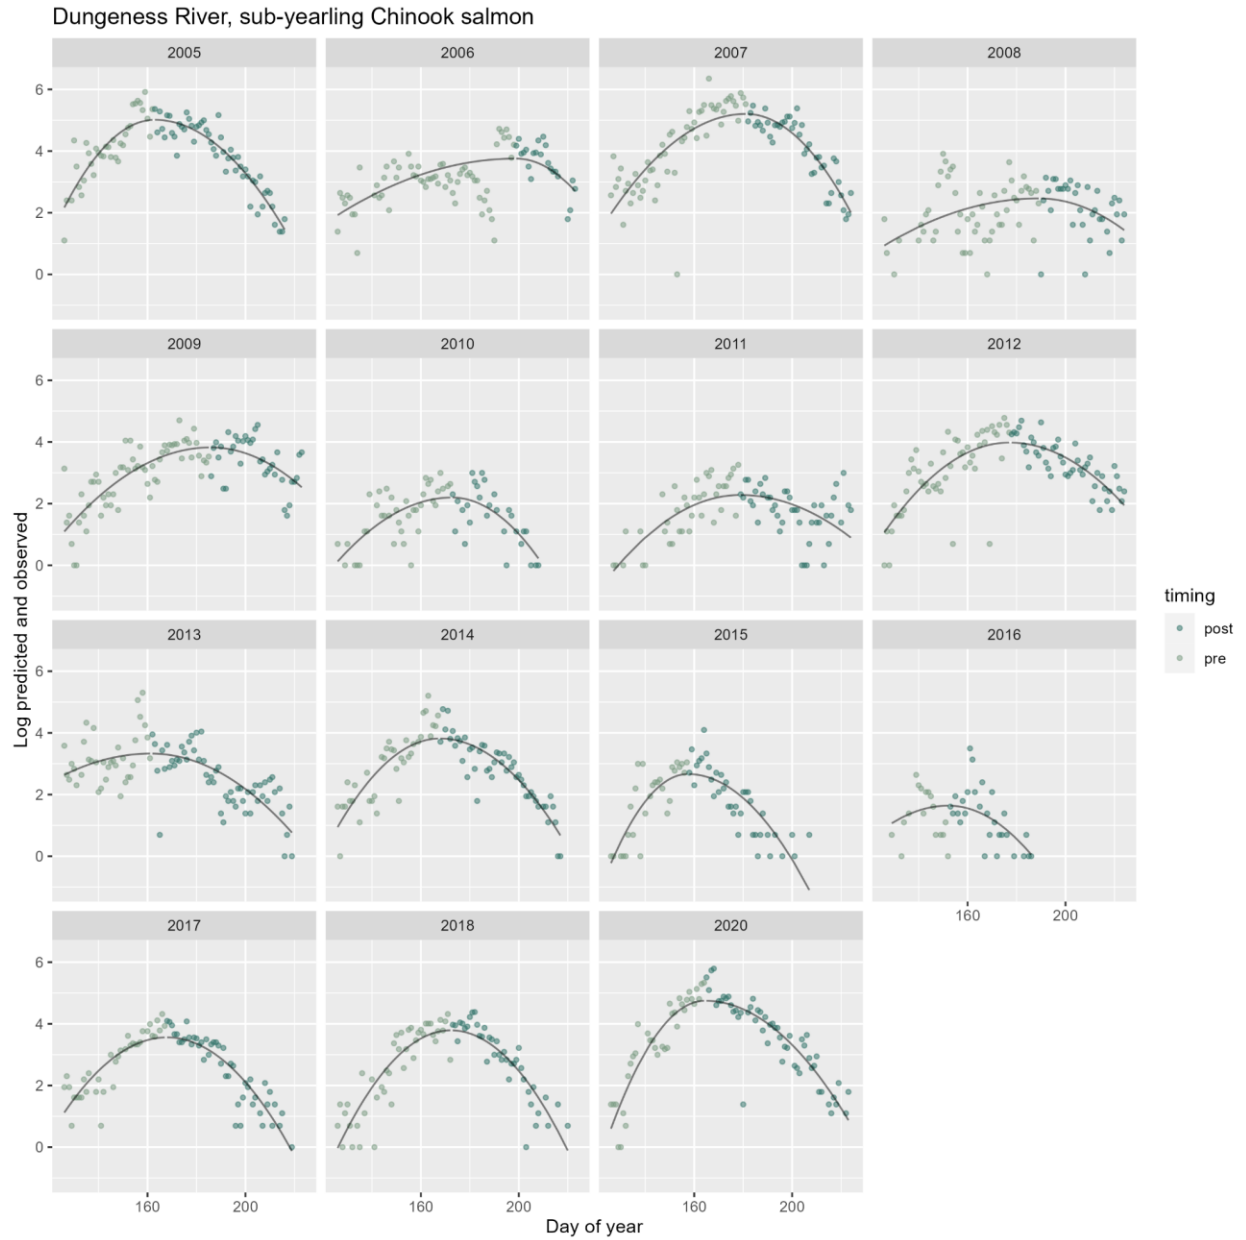 Dungeness River, sub-yearling Chinook salmon
2005 2006 2007 2008
6
4
2
0
2009 2010 2011 2012
6
4
2
0
2013 2014 2015 2016
6
4
2
0
160 200
2017 2018 2020
6
4
2
0
160 200 160 200 160 200
Day of year
Log predicted and observed
timing
post
pre